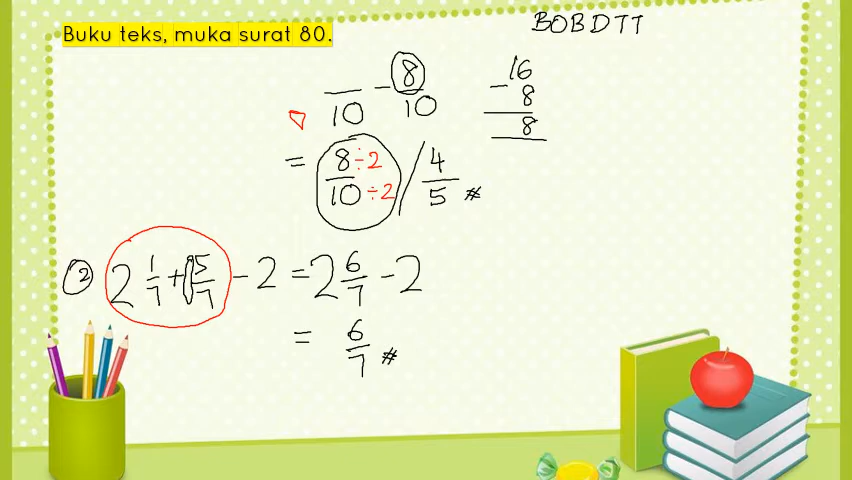 Buku teks, muka surat 80.
BOBDTT
/10 - 8/10
16
- 8
8
= 8÷2/10÷2 / 4/5 #
② 2 1/7 + 5/7 - 2 = 2 6/7 - 2
= 6/7 #